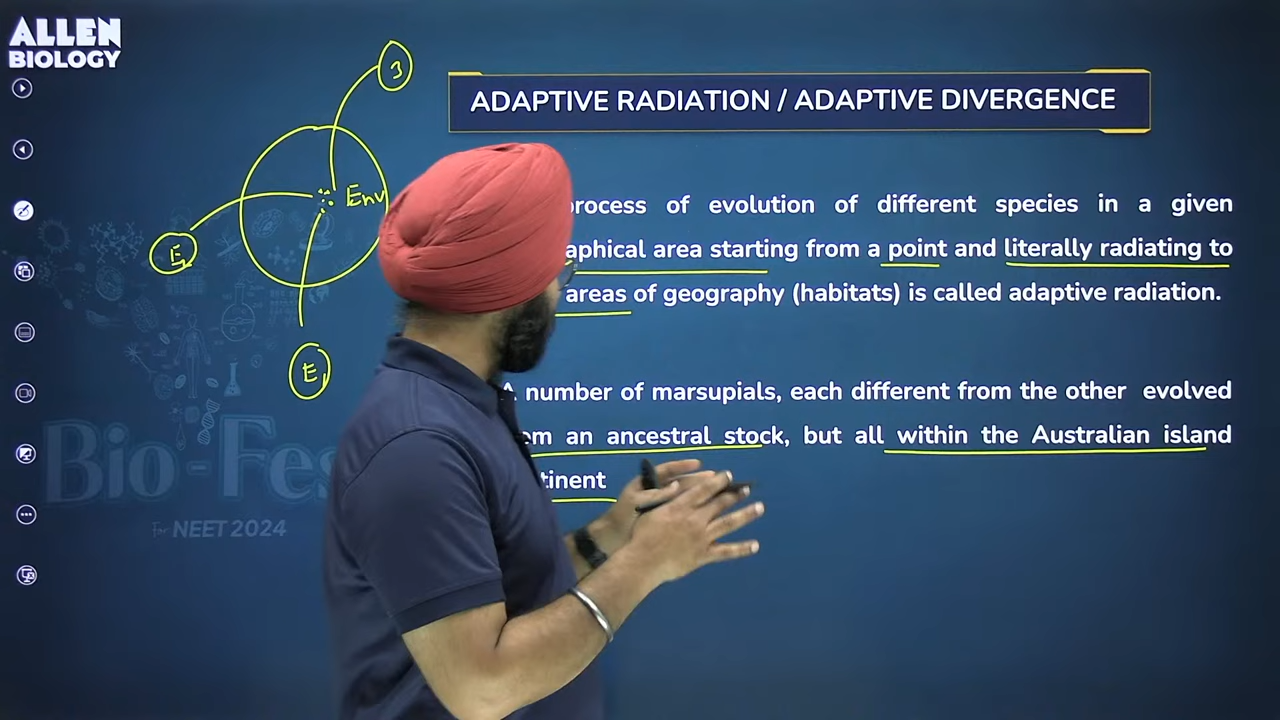 ALLEN
BIOLOGY
3
ADAPTIVE RADIATION / ADAPTIVE DIVERGENCE
Env
process of evolution of different species in a given
aphical area starting from a point and literally radiating to
E
areas of geography (habitats) is called adaptive radiation.
E1
A number of marsupials, each different from the other evolved
om an ancestral stock, but all within the Australian island
tinent
Bio-Fes
For NEET 2024